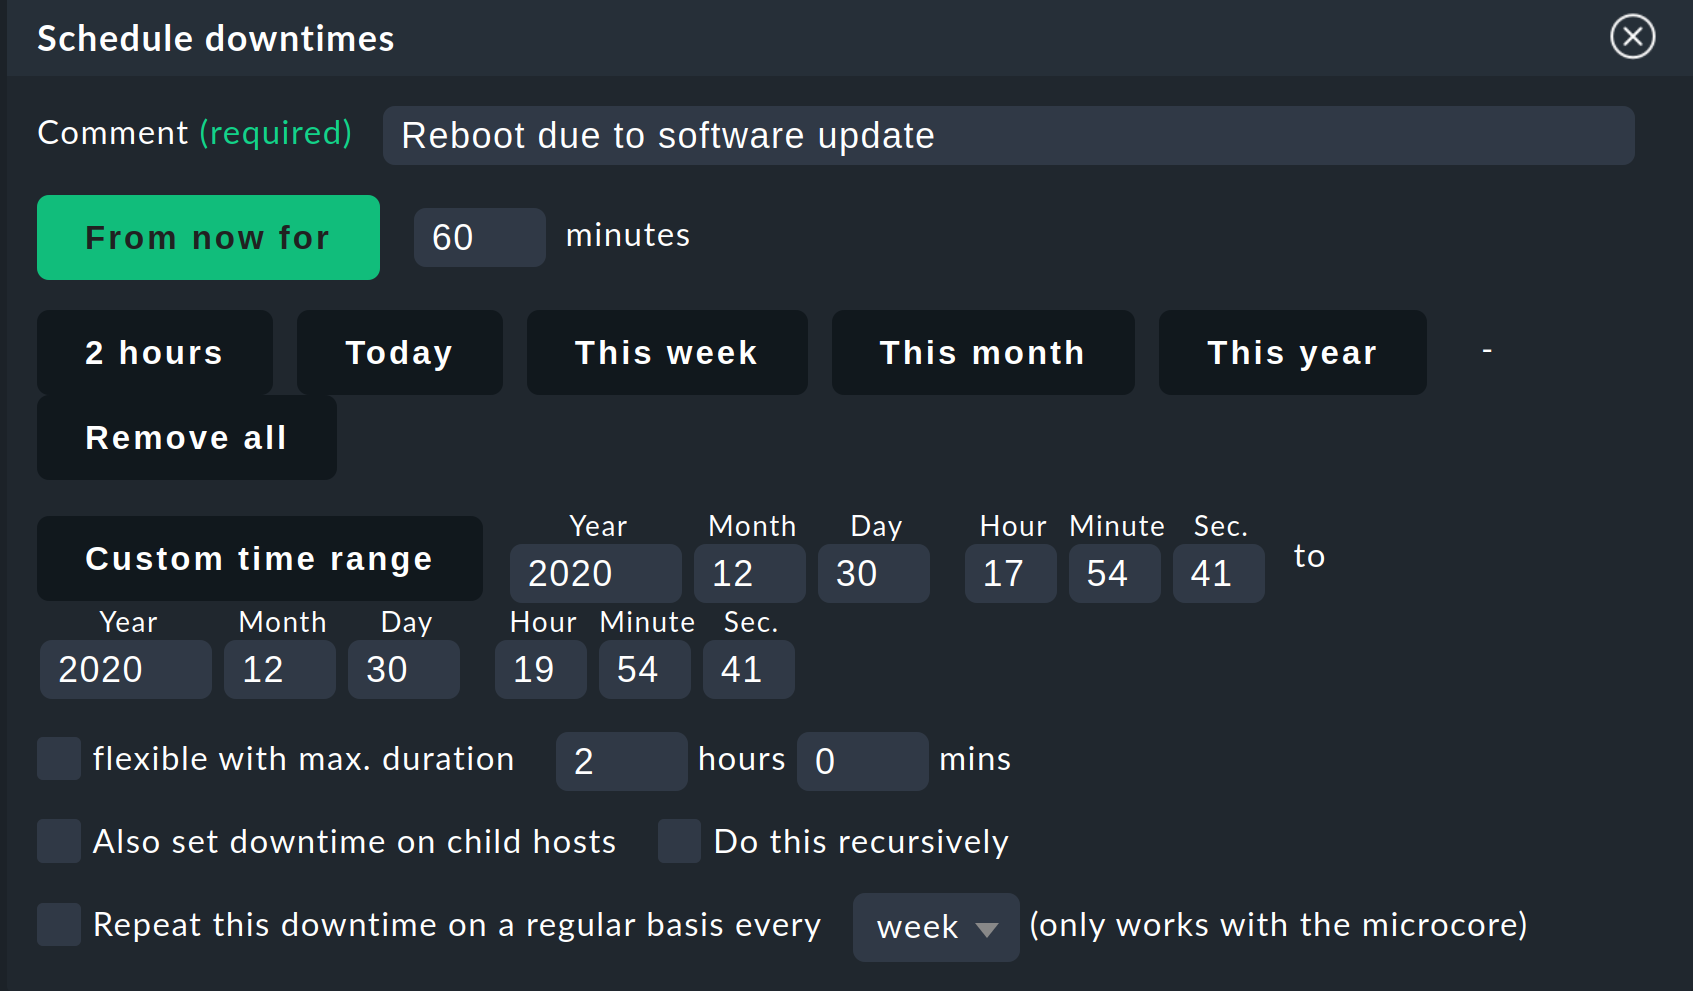 Schedule downtimes
Comment (required) Reboot due to software update
From now for 60 minutes
2 hours Today This week This month This year -
Remove all
Year Month Day Hour Minute Sec.
Custom time range 2020 12 30 17 54 41 to
Year Month Day Hour Minute Sec.
2020 12 30 19 54 41
flexible with max. duration 2 hours 0 mins
Also set downtime on child hosts Do this recursively
Repeat this downtime on a regular basis every week (only works with the microcore)